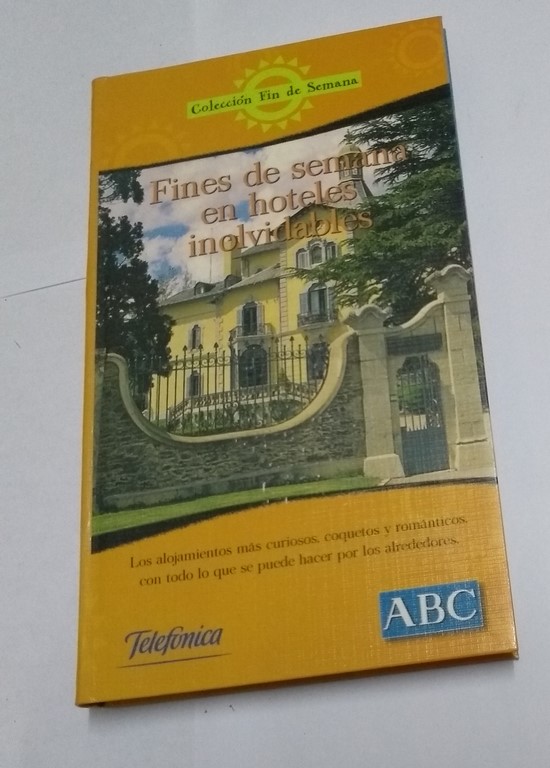 Colección Fin de Semana
Fines de semana
en hoteles
inolvidables
Los alojamientos más curiosos, coquetos y románticos,
con todo lo que se puede hacer por los alrededores.
Telefónica
ABC